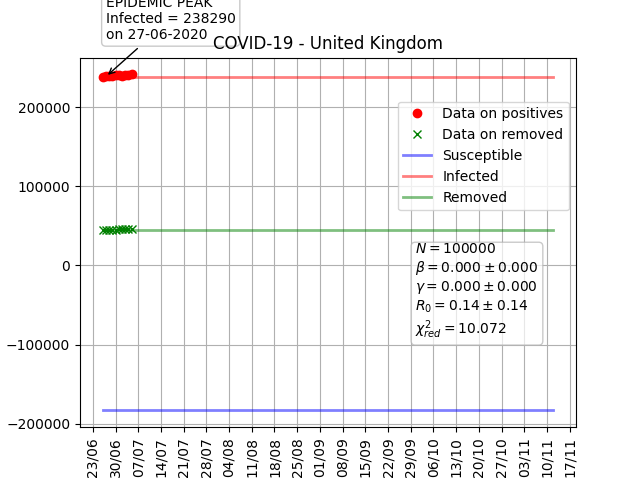 EPIDEMIC PEAK
Infected = 238290
on 27-06-2020
COVID-19 - United Kingdom
200000
100000
0
−100000
−200000
Data on positives
Data on removed
Susceptible
Infected
Removed
N = 100000
β = 0.000 ± 0.000
γ = 0.000 ± 0.000
R₀ = 0.14 ± 0.14
χ²red = 10.072
23/06
30/06
07/07
14/07
21/07
28/07
04/08
11/08
18/08
25/08
01/09
08/09
15/09
22/09
29/09
06/10
13/10
20/10
27/10
03/11
10/11
17/11